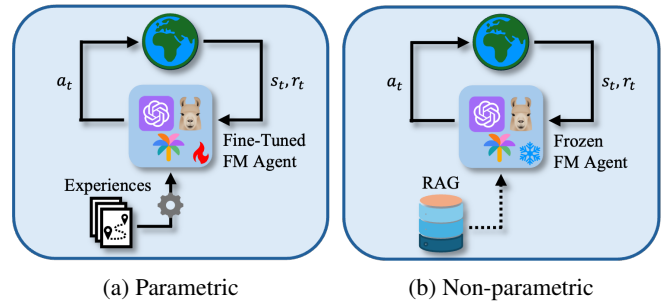 a_t
s_t, r_t
Fine-Tuned
FM Agent
Experiences
(a) Parametric
a_t
s_t, r_t
Frozen
FM Agent
RAG
(b) Non-parametric